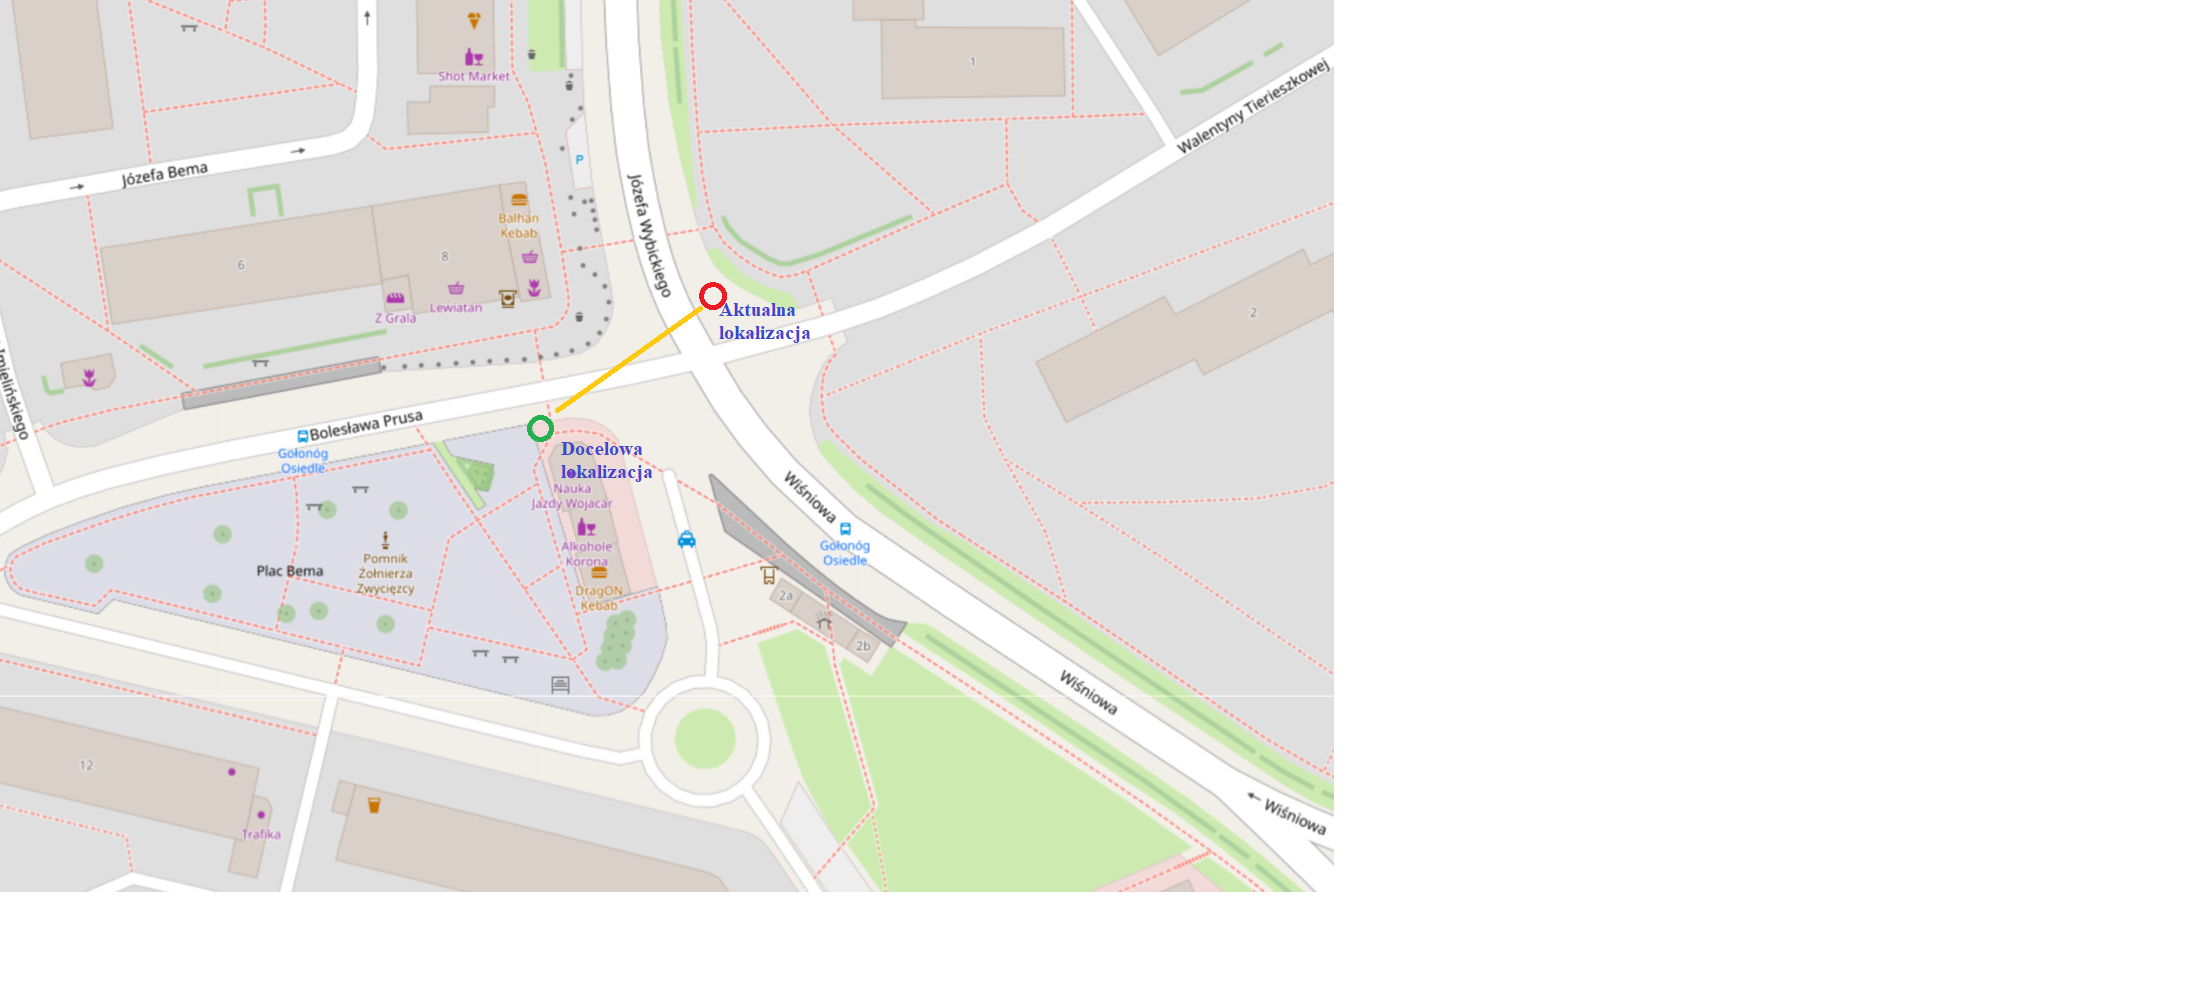 Shot Market
1
Walentyny Tierieszkowej
Józefa Bema
P
Józefa Wybickiego
Balhan
Kebab
6
8
Z Grala
Lewiatan
Aktualna
lokalizacja
2
Bolesława Prusa
Gołonóg
Osiedle
Docelowa
lokalizacja
Nauka
Jazdy Wojacar
Wiśniowa
Gołonóg
Osiedle
Alkohole
Korona
Pomnik
Żołnierza
Zwycięzcy
Plac Bema
DragON
Kebab
2a
2b
Wiśniowa
12
Trafika
Wiśniowa